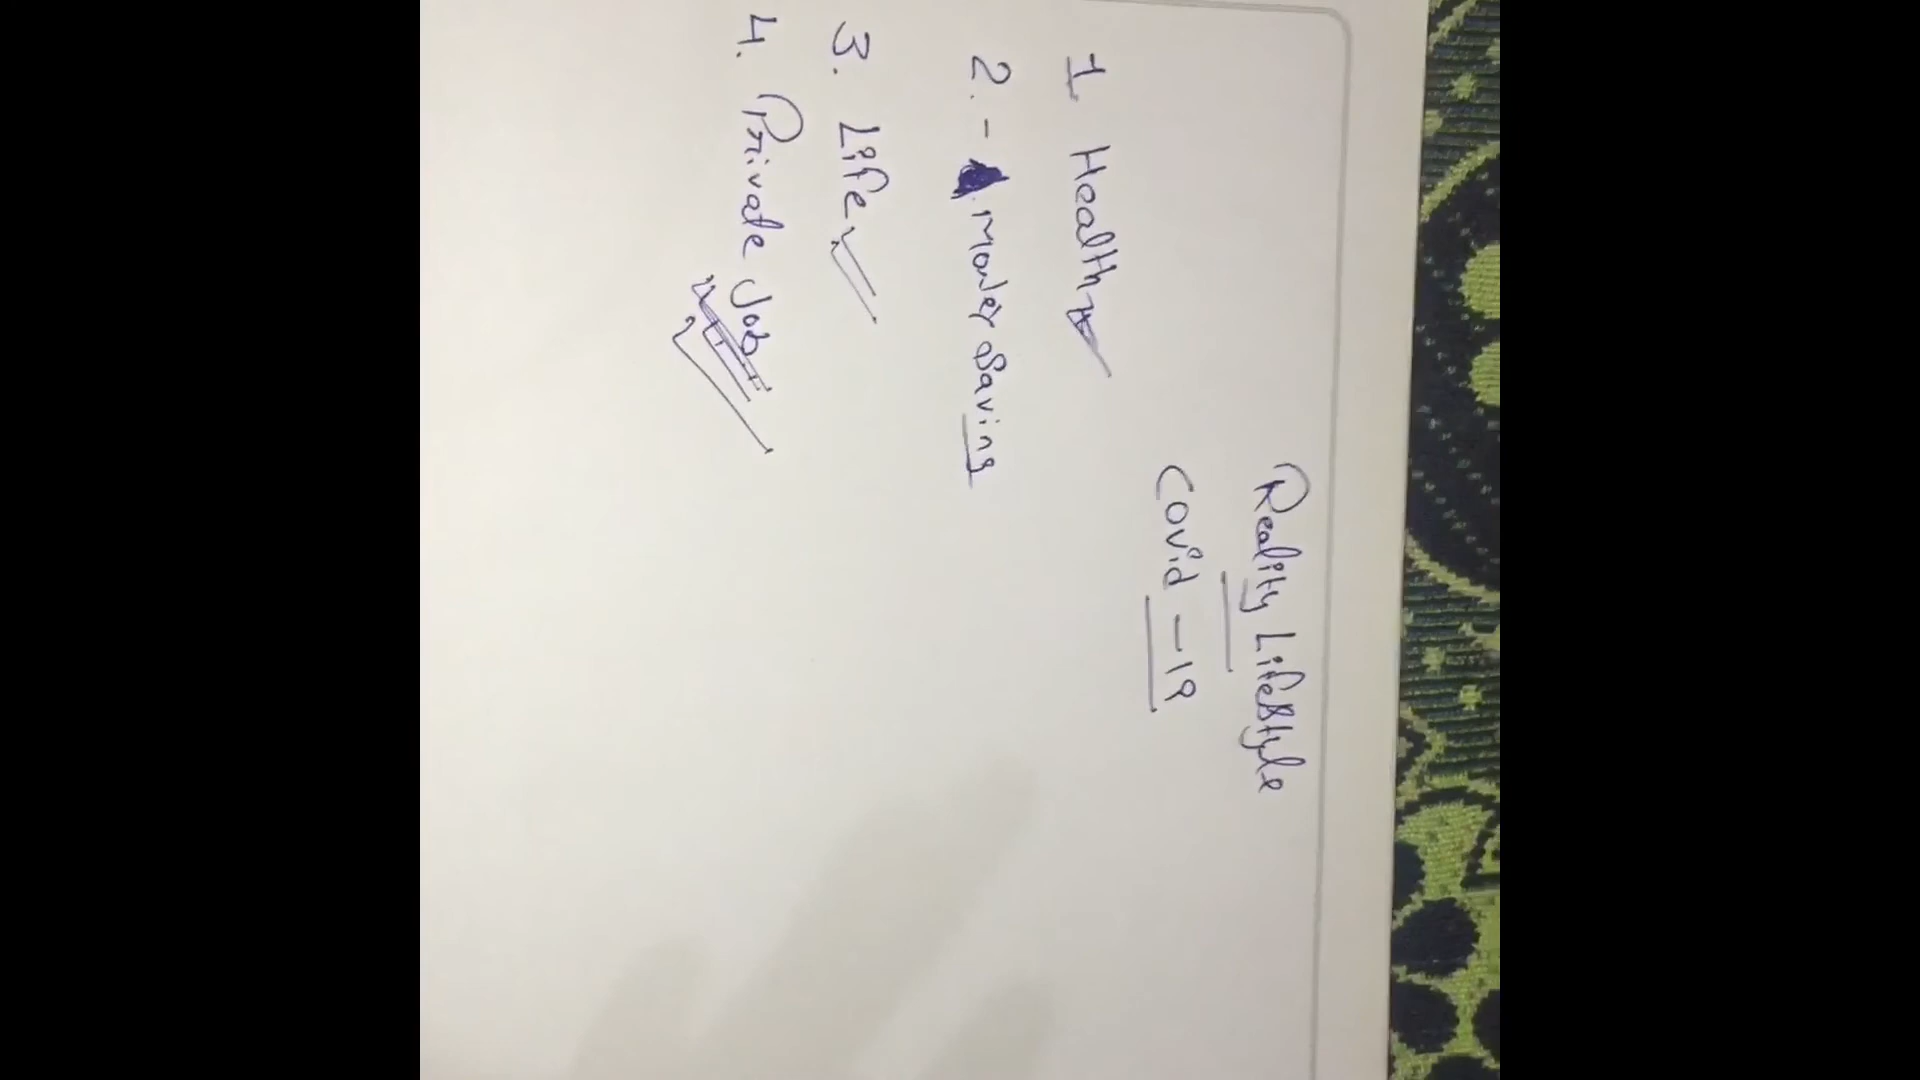 Reality Lifestyle
Covid -19
1 Health
2. - Money Saving
3. Life
4. Private Job